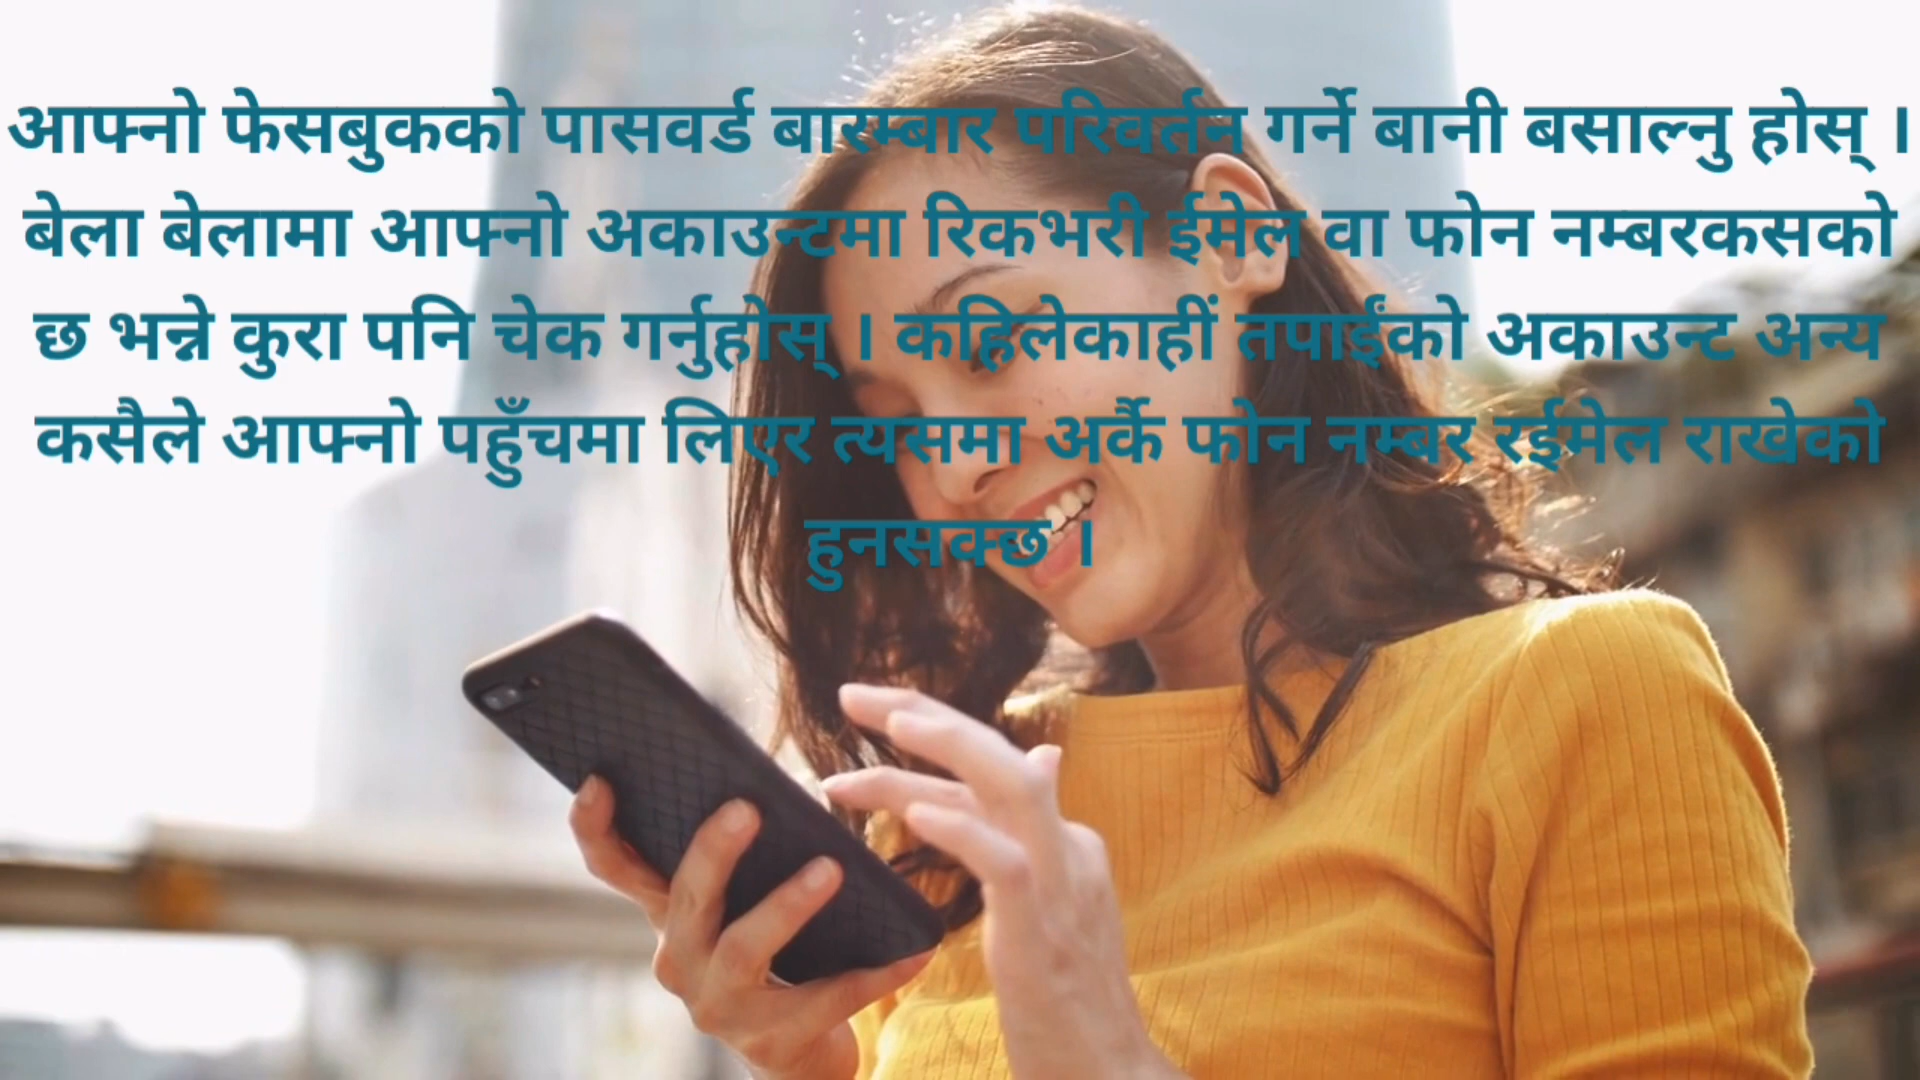 आफ्नो फेसबुकको पासवर्ड बारम्बार परिवर्तन गर्ने बानी बसाल्नु होस् ।
बेला बेलामा आफ्नो अकाउन्टमा रिकभरी ईमेल वा फोन नम्बरकसको
छ भन्ने कुरा पनि चेक गर्नुहोस् । कहिलेकाहीं तपाईंको अकाउन्ट अन्य
कसैले आफ्नो पहुँचमा लिएर त्यसमा अर्कै फोन नम्बर रईमेल राखेको
हुनसक्छ ।